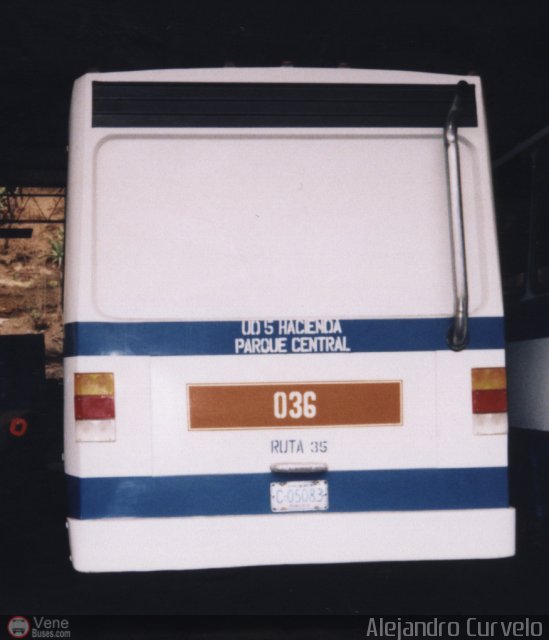 UD 5 HACIENDA
PARQUE CENTRAL
036
RUTA 35
C-05083
Vene
Buses.com
Alejandro Curvelo